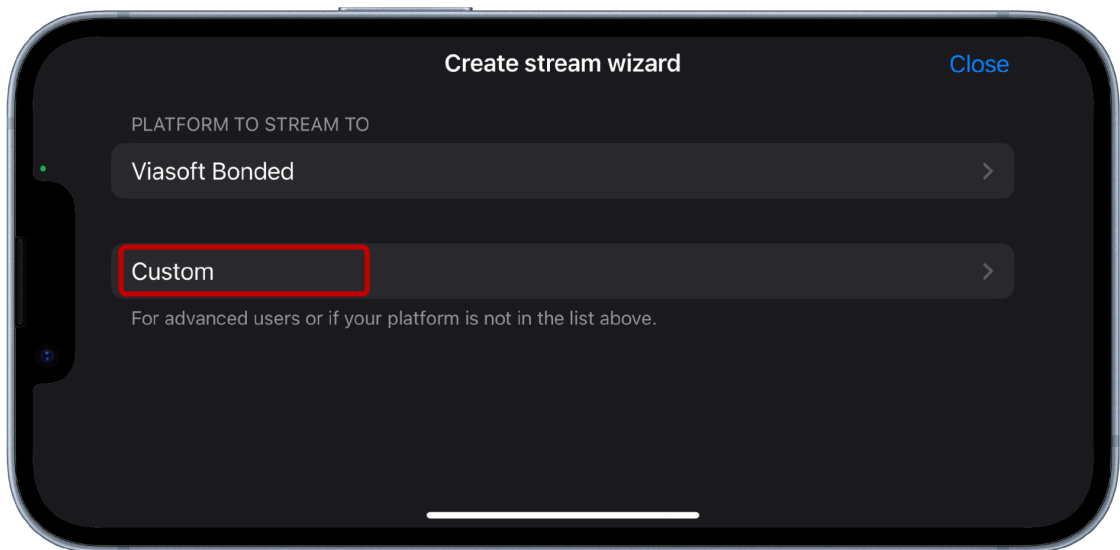 Create stream wizard
Close
PLATFORM TO STREAM TO
Viasoft Bonded
Custom
For advanced users or if your platform is not in the list above.